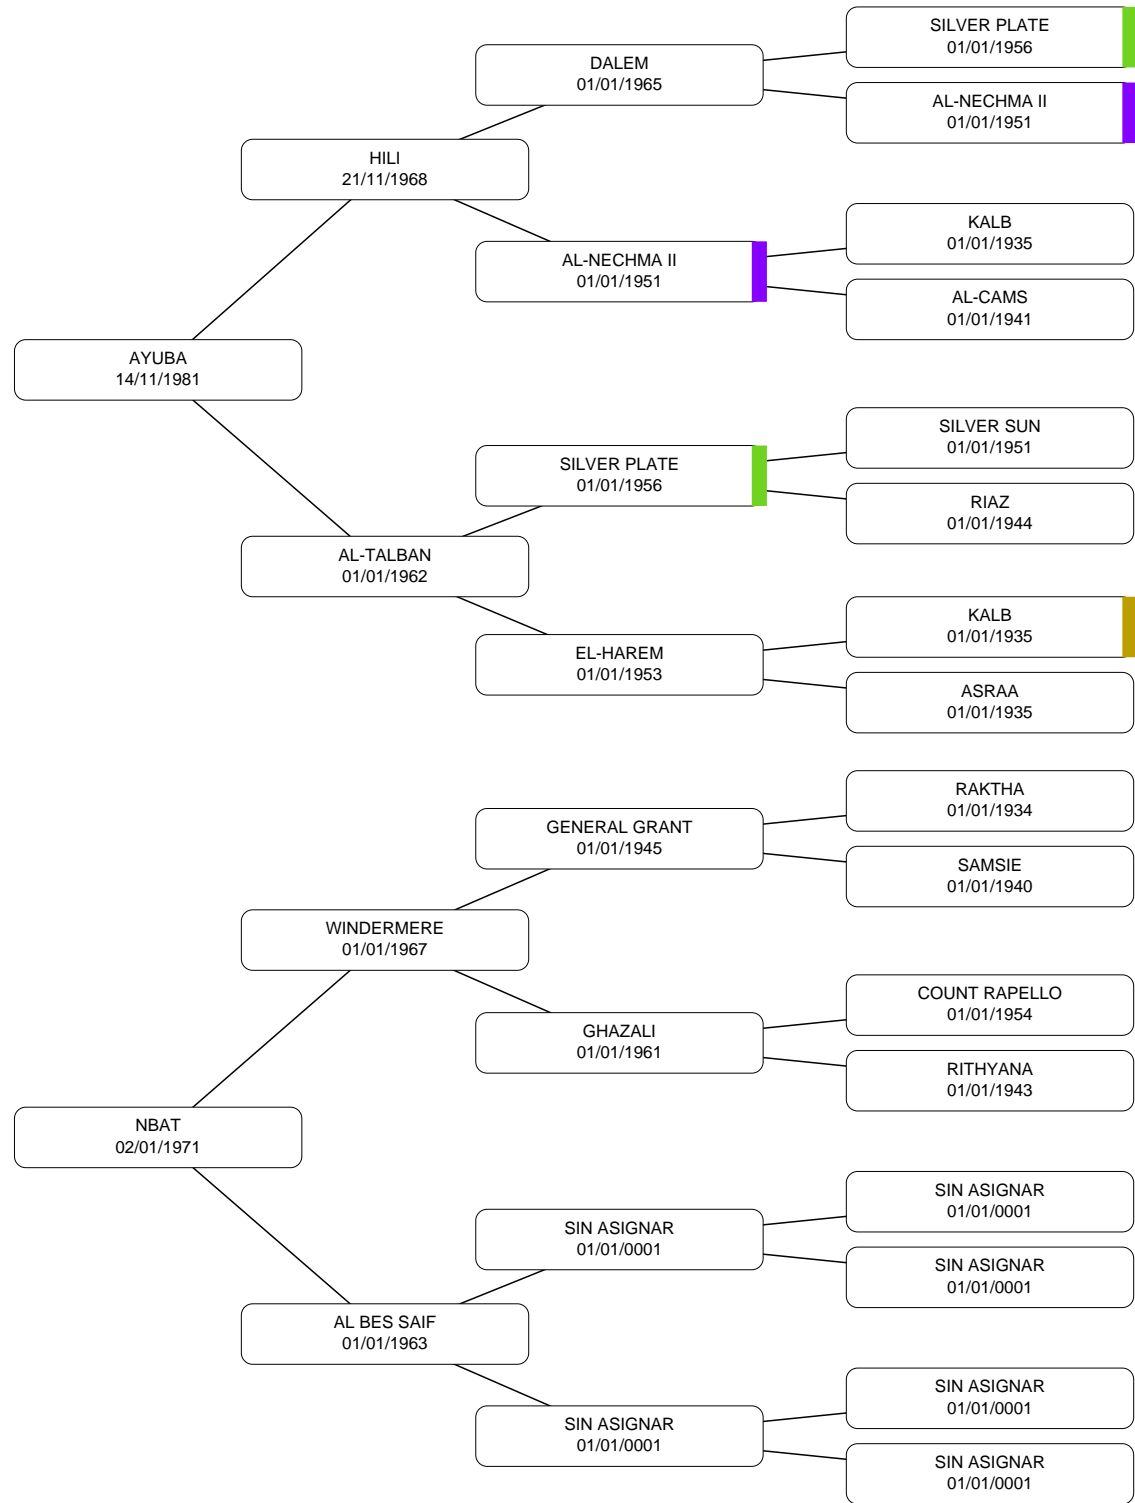 SILVER PLATE
01/01/1956
DALEM
01/01/1965
AL-NECHMA II
01/01/1951
HILI
21/11/1968
KALB
01/01/1935
AL-NECHMA II
01/01/1951
AL-CAMS
01/01/1941
AYUBA
14/11/1981
SILVER SUN
01/01/1951
SILVER PLATE
01/01/1956
RIAZ
01/01/1944
AL-TALBAN
01/01/1962
KALB
01/01/1935
EL-HAREM
01/01/1953
ASRAA
01/01/1935
RAKTHA
01/01/1934
GENERAL GRANT
01/01/1945
SAMSIE
01/01/1940
WINDERMERE
01/01/1967
COUNT RAPELLO
01/01/1954
GHAZALI
01/01/1961
RITHYANA
01/01/1943
NBAT
02/01/1971
SIN ASIGNAR
01/01/0001
SIN ASIGNAR
01/01/0001
SIN ASIGNAR
01/01/0001
AL BES SAIF
01/01/1963
SIN ASIGNAR
01/01/0001
SIN ASIGNAR
01/01/0001
SIN ASIGNAR
01/01/0001